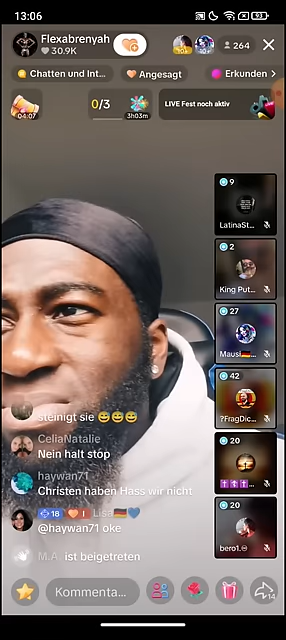 13:06
93
Flexabrenyah
30.9K
264
Chatten und Int...
Angesagt
Erkunden
04:07
0/3
3h03m
LIVE Fest noch aktiv
9
LatinaSt...
2
King Put...
27
Mausi🇩🇪...
42
?FragDic...
20
20
bero1.♾
steinigt sie 😅😅😅
CeliaNatalie
Nein halt stop
haywan71
Christen haben Hass wir nicht
18 I Lisa🇩🇪💙
@haywan71 oke
M.A ist beigetreten
Kommenta...
14